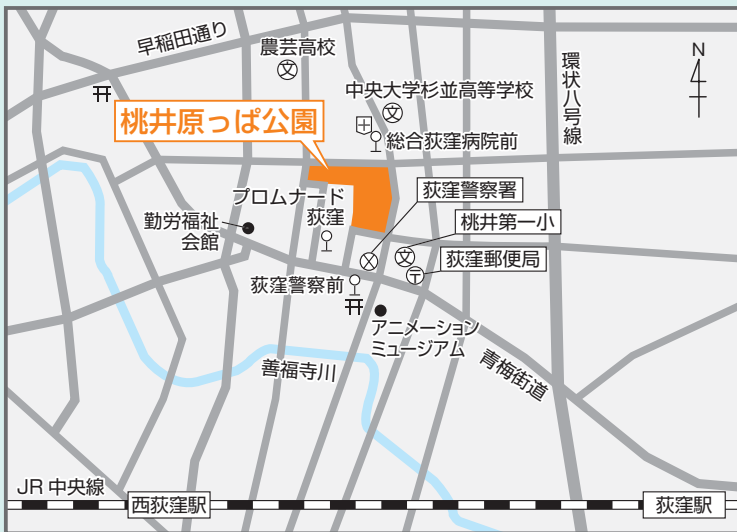 早稲田通り
農芸高校
文
N
環状八号線
中央大学杉並高等学校
文
桃井原っぱ公園
総合荻窪病院前
荻窪警察署
プロムナード
荻窪
桃井第一小
勤労福祉
会館
文
荻窪郵便局
〒
荻窪警察前
アニメーション
ミュージアム
善福寺川
青梅街道
JR 中央線
西荻窪駅
荻窪駅